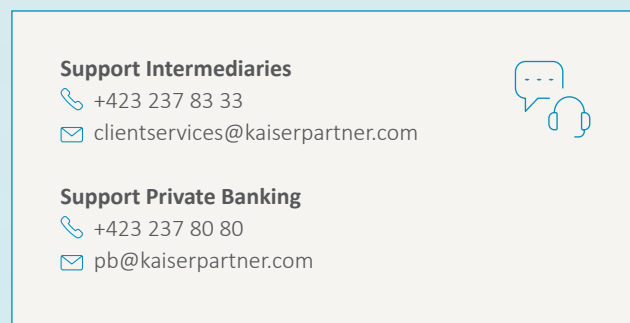 Support Intermediaries
+423 237 83 33
clientservices@kaiserpartner.com
Support Private Banking
+423 237 80 80
pb@kaiserpartner.com